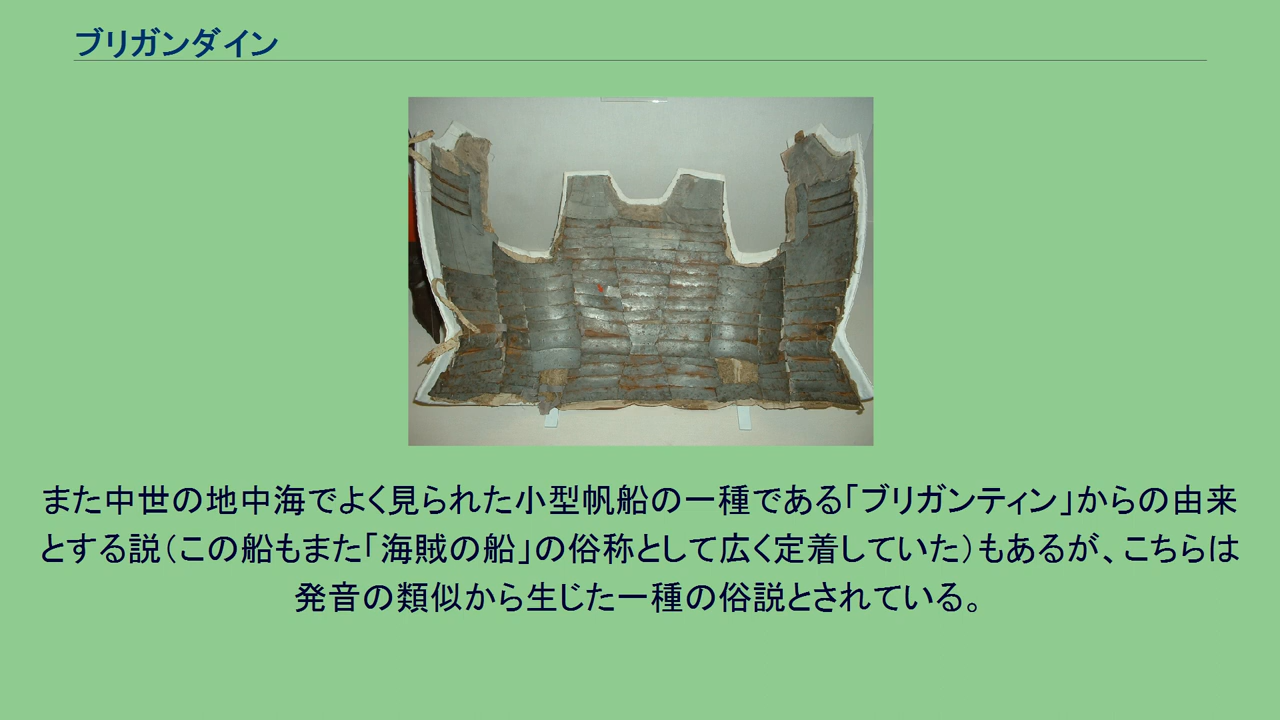 ブリガンダイン
また中世の地中海でよく見られた小型帆船の一種である「ブリガンティン」からの由来
とする説（この船もまた「海賊の船」の俗称として広く定着していた）もあるが、こちらは
発音の類似から生じた一種の俗説とされている。